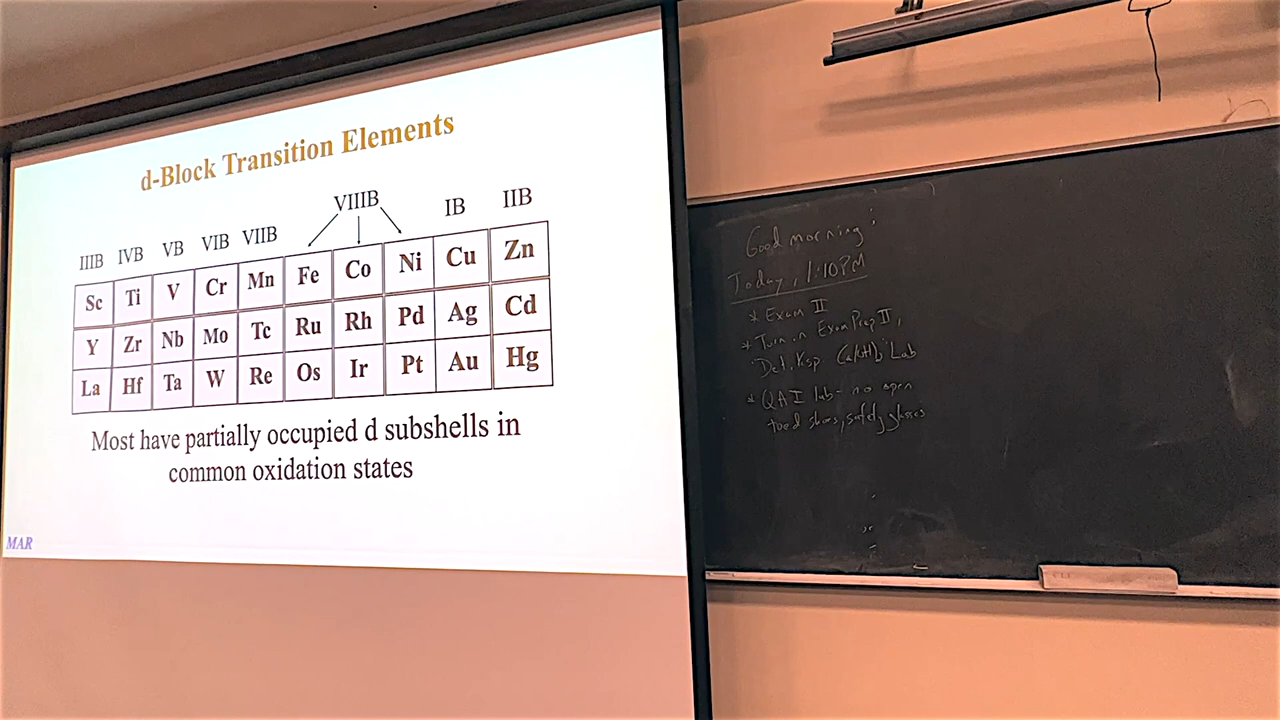 d-Block Transition Elements
VIIIB
IIIB IVB VB VIB VIIB IB IIB
Sc Ti V Cr Mn Fe Co Ni Cu Zn
Y Zr Nb Mo Tc Ru Rh Pd Ag Cd
La Hf Ta W Re Os Ir Pt Au Hg
Most have partially occupied d subshells in
common oxidation states
MAR
Good morning
Today, 1:10PM
* Exam II
* Turn in Exam Prep II,
"Det. Ksp Ca(OH)₂" Lab
* QA I lab - no open
toed shoes, safety glasses